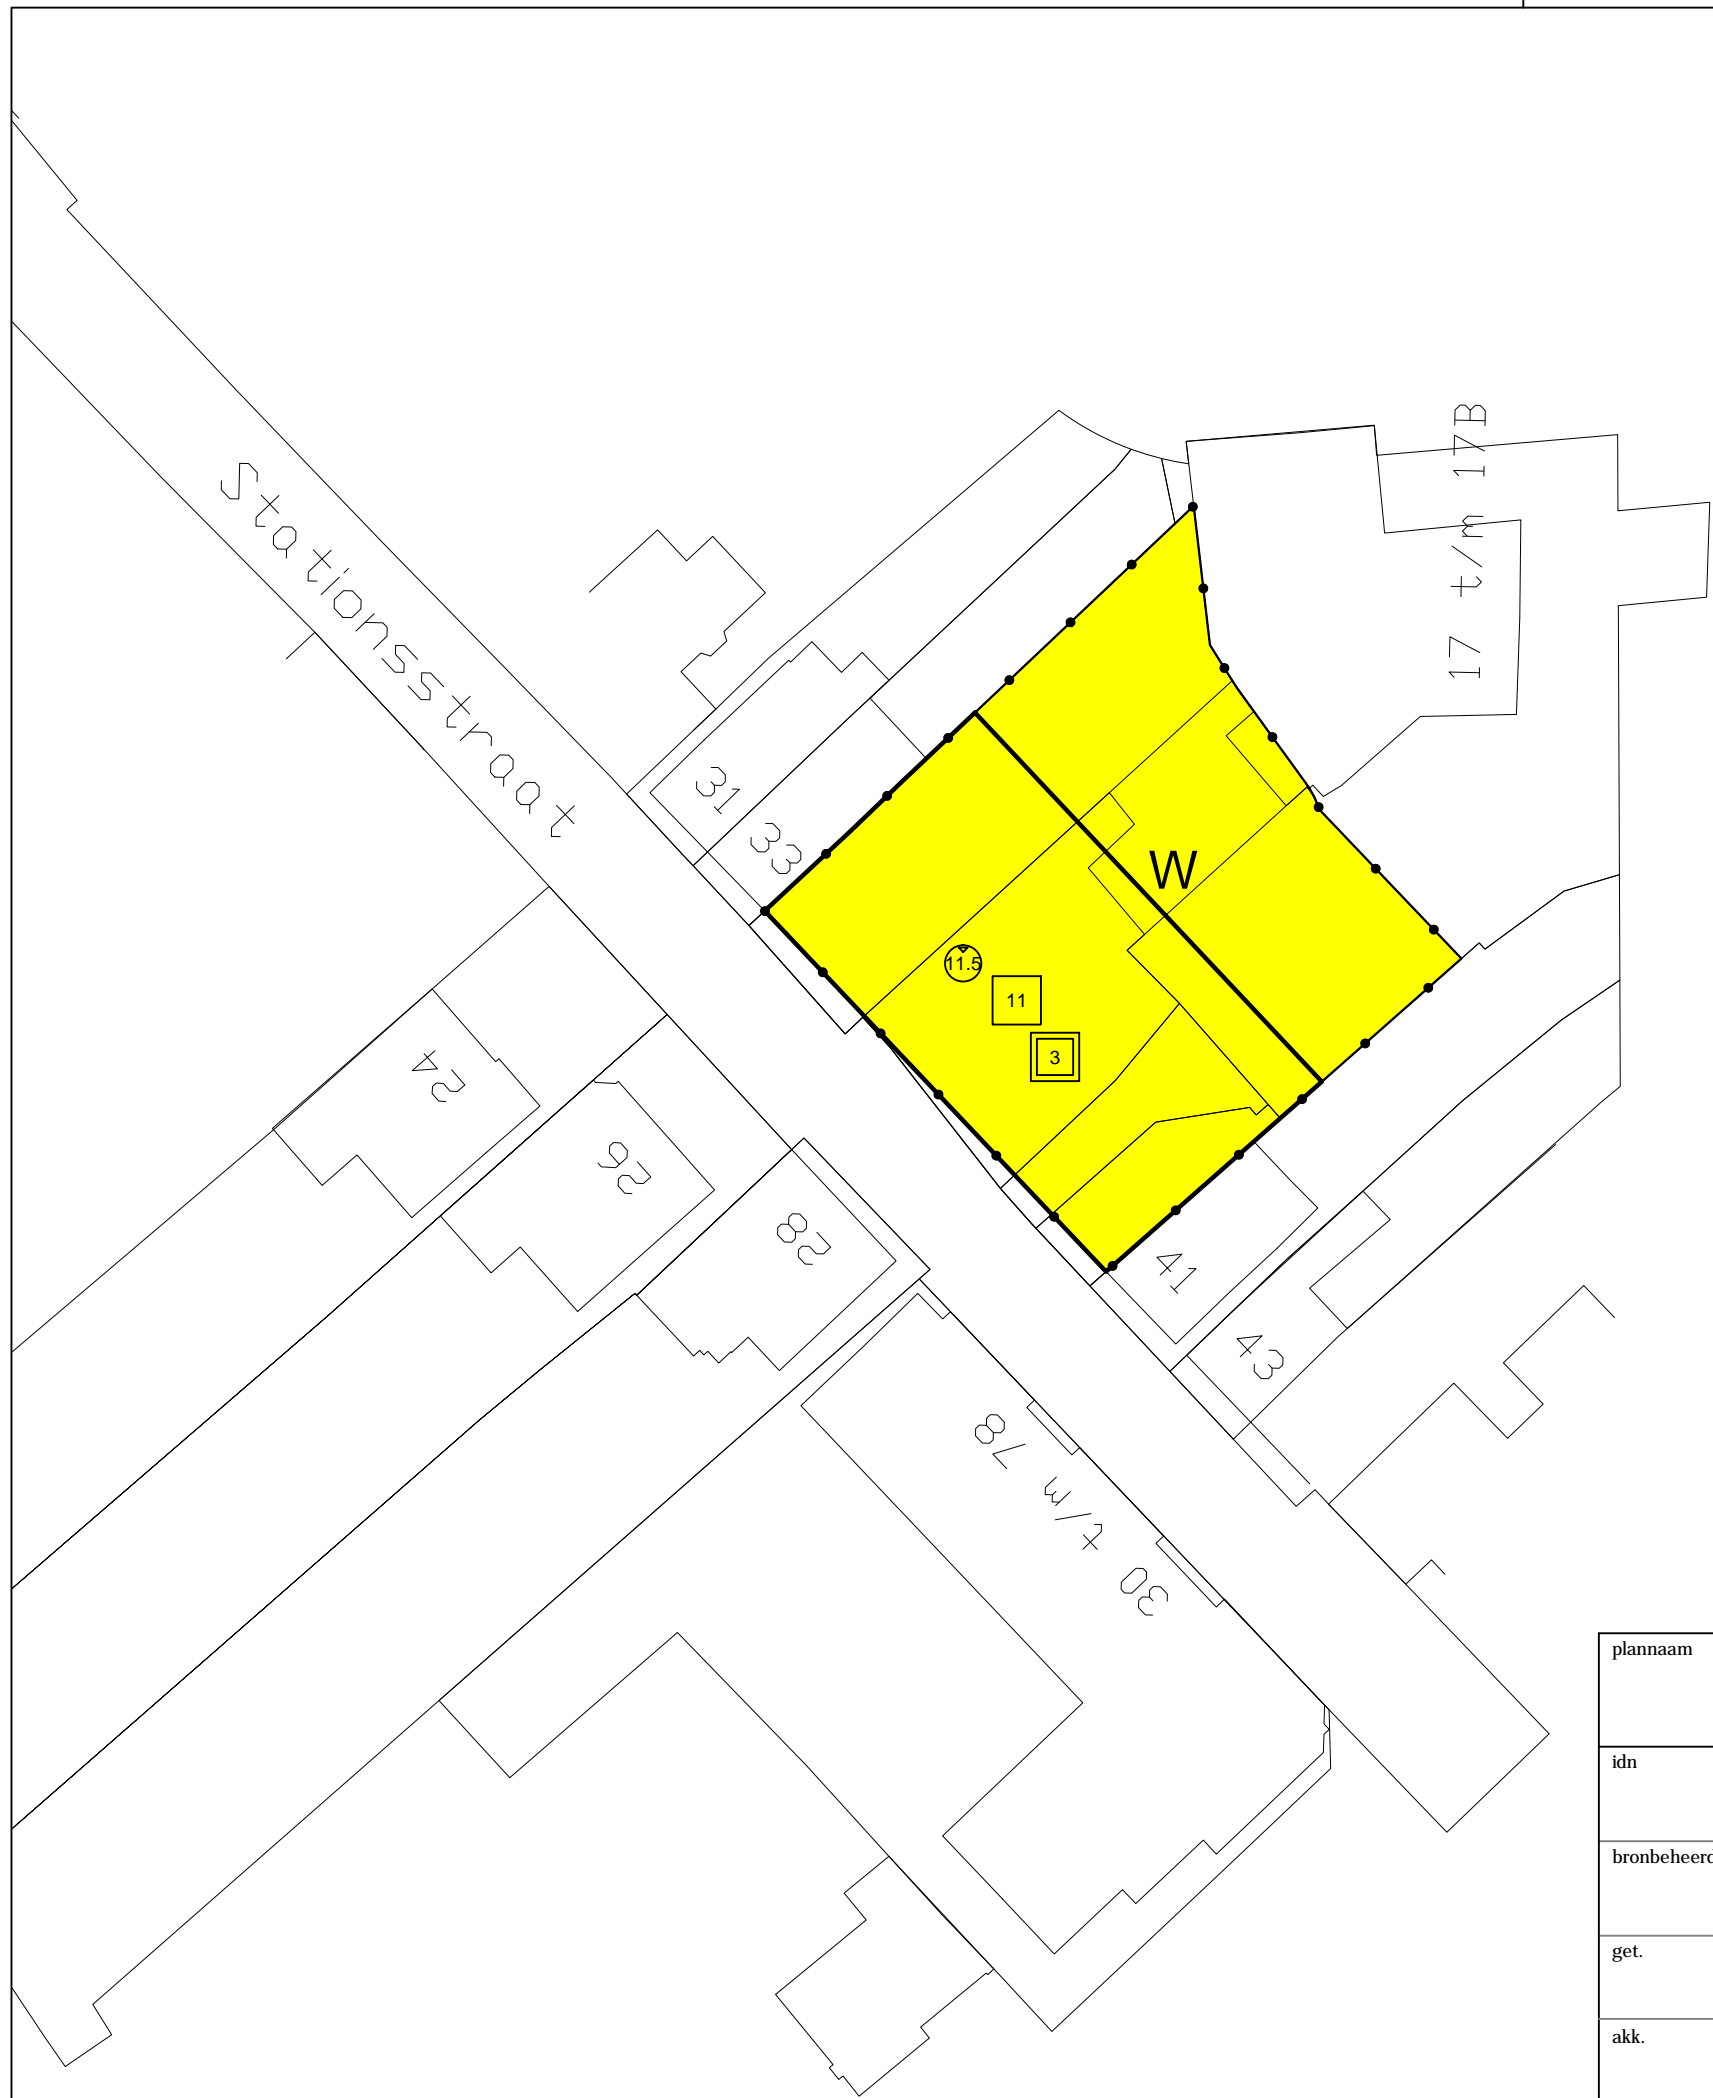 17 t/m 17B
Stationsstraat
31
33
W
11.5
11
3
24
26
28
41
43
30 t/m 78
plannaam
idn
bronbeheerd
get.
akk.